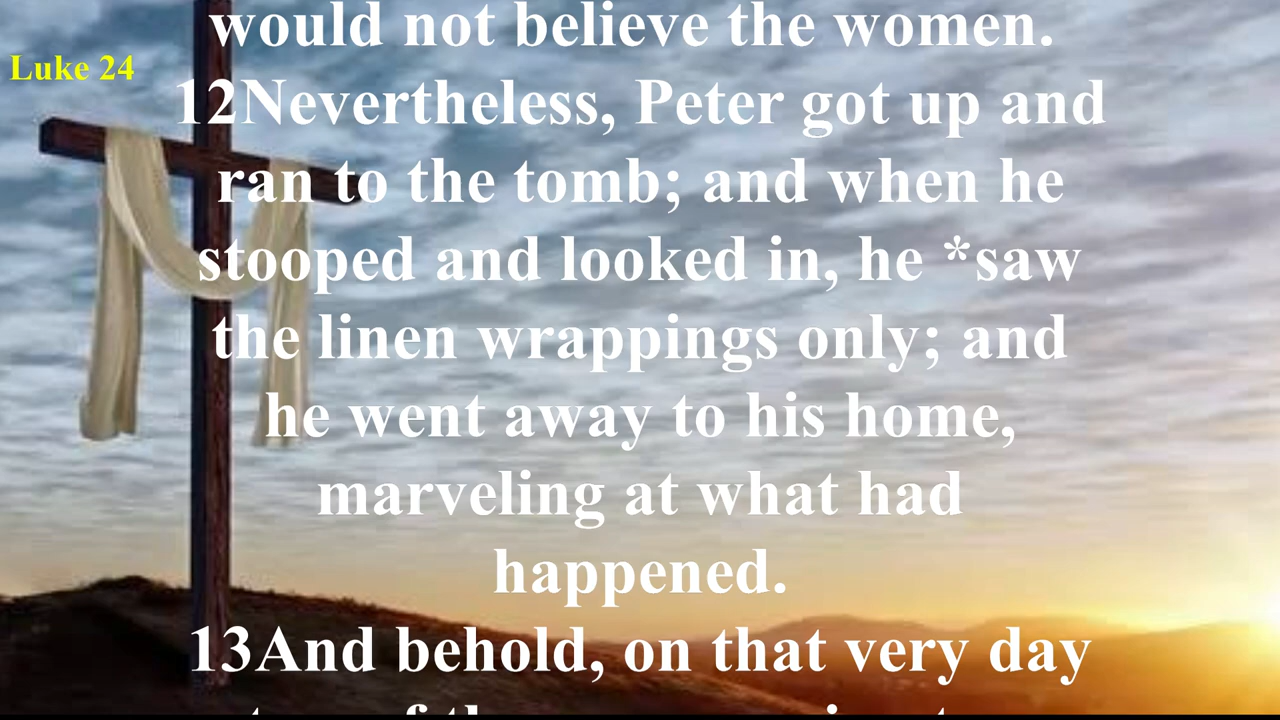 would not believe the women.
Luke 24
12Nevertheless, Peter got up and
ran to the tomb; and when he
stooped and looked in, he *saw
the linen wrappings only; and
he went away to his home,
marveling at what had
happened.
13And behold, on that very day